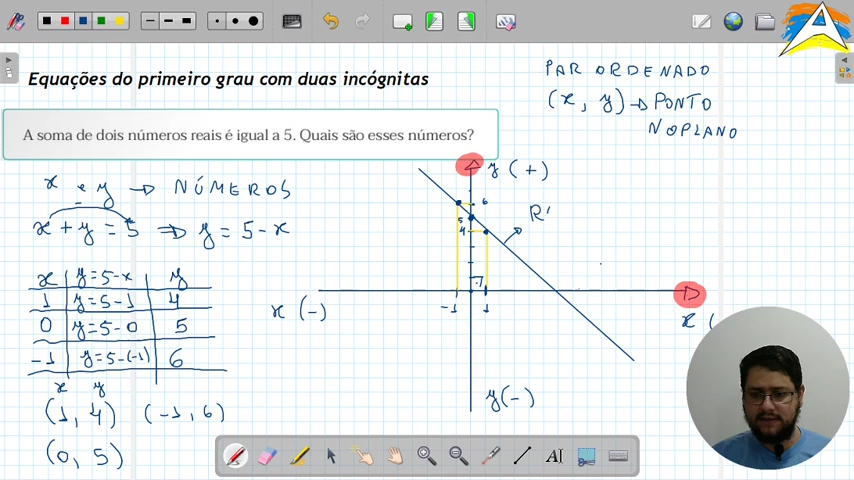 Equações do primeiro grau com duas incógnitas
PAR ORDENADO
(x, y) → PONTO
NO PLANO
A soma de dois números reais é igual a 5. Quais são esses números?
x e y → NÚMEROS
x + y = 5 ⇒ y = 5 - x
x | y = 5 - x | y
1 | y = 5 - 1 | 4
0 | y = 5 - 0 | 5
-1 | y = 5 - (-1) | 6
x y
(1, 4) (-1, 6)
(0, 5)
y (+)
6
5
4
R
x (-)
-1
1
x (
y (-)
A
AI